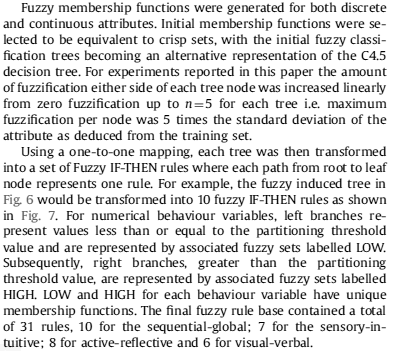 Fuzzy membership functions were generated for both discrete
and continuous attributes. Initial membership functions were se-
lected to be equivalent to crisp sets, with the initial fuzzy classi-
fication trees becoming an alternative representation of the C4.5
decision tree. For experiments reported in this paper the amount
of fuzzification either side of each tree node was increased linearly
from zero fuzzification up to n=5 for each tree i.e. maximum
fuzzification per node was 5 times the standard deviation of the
attribute as deduced from the training set.
Using a one-to-one mapping, each tree was then transformed
into a set of Fuzzy IF-THEN rules where each path from root to leaf
node represents one rule. For example, the fuzzy induced tree in
Fig. 6 would be transformed into 10 fuzzy IF-THEN rules as shown
in Fig. 7. For numerical behaviour variables, left branches re-
present values less than or equal to the partitioning threshold
value and are represented by associated fuzzy sets labelled LOW.
Subsequently, right branches, greater than the partitioning
threshold value, are represented by associated fuzzy sets labelled
HIGH. LOW and HIGH for each behaviour variable have unique
membership functions. The final fuzzy rule base contained a total
of 31 rules, 10 for the sequential-global; 7 for the sensory-in-
tuitive; 8 for active-reflective and 6 for visual-verbal.